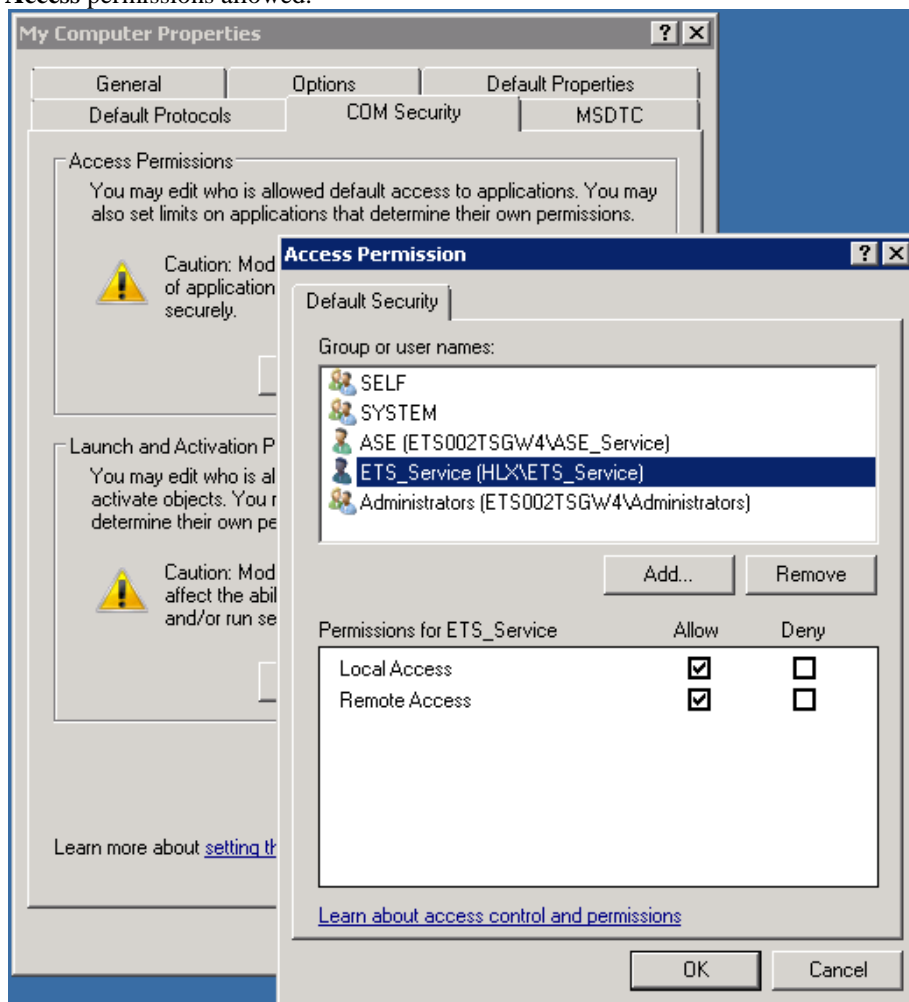 Access permissions allowed.
My Computer Properties
General Options Default Properties
Default Protocols COM Security MSDTC
Access Permissions
You may edit who is allowed default access to applications. You may
also set limits on applications that determine their own permissions.
Caution: Mod
of application
securely.
Launch and Activation P
You may edit who is al
activate objects. You
determine their own pe
Caution: Mod
affect the abil
and/or run se
Learn more about setting th
Access Permission
Default Security
Group or user names:
SELF
SYSTEM
ASE (ETS002TSGW4\ASE_Service)
ETS_Service (HLX\ETS_Service)
Administrators (ETS002TSGW4\Administrators)
Add... Remove
Permissions for ETS_Service Allow Deny
Local Access
Remote Access
Learn about access control and permissions
OK Cancel